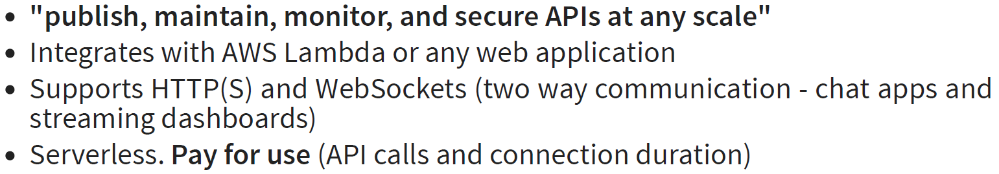 • "publish, maintain, monitor, and secure APIs at any scale"
• Integrates with AWS Lambda or any web application
• Supports HTTP(S) and WebSockets (two way communication - chat apps and
streaming dashboards)
• Serverless. Pay for use (API calls and connection duration)